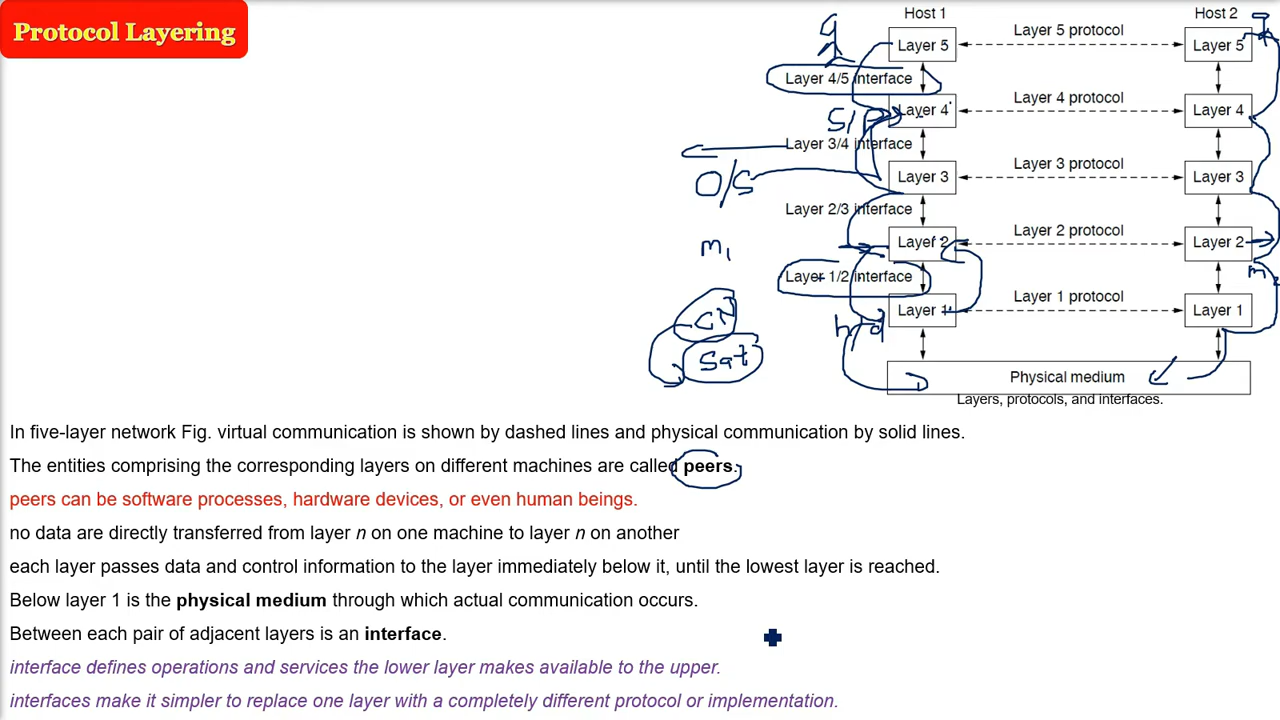 Protocol Layering
Host 1
Host 2
Layer 5
Layer 5 protocol
Layer 5
Layer 4/5 interface
Layer 4
Layer 4 protocol
Layer 4
S/P
Layer 3/4 interface
O/S
Layer 3
Layer 3 protocol
Layer 3
Layer 2/3 interface
m1
Layer 2
Layer 2 protocol
Layer 2
Layer 1/2 interface
CN
Layer 1
Layer 1 protocol
Layer 1
h/d
Sat
Physical medium
Layers, protocols, and interfaces.
In five-layer network Fig. virtual communication is shown by dashed lines and physical communication by solid lines.
The entities comprising the corresponding layers on different machines are called peers.
peers can be software processes, hardware devices, or even human beings.
no data are directly transferred from layer n on one machine to layer n on another
each layer passes data and control information to the layer immediately below it, until the lowest layer is reached.
Below layer 1 is the physical medium through which actual communication occurs.
Between each pair of adjacent layers is an interface.
interface defines operations and services the lower layer makes available to the upper.
interfaces make it simpler to replace one layer with a completely different protocol or implementation.